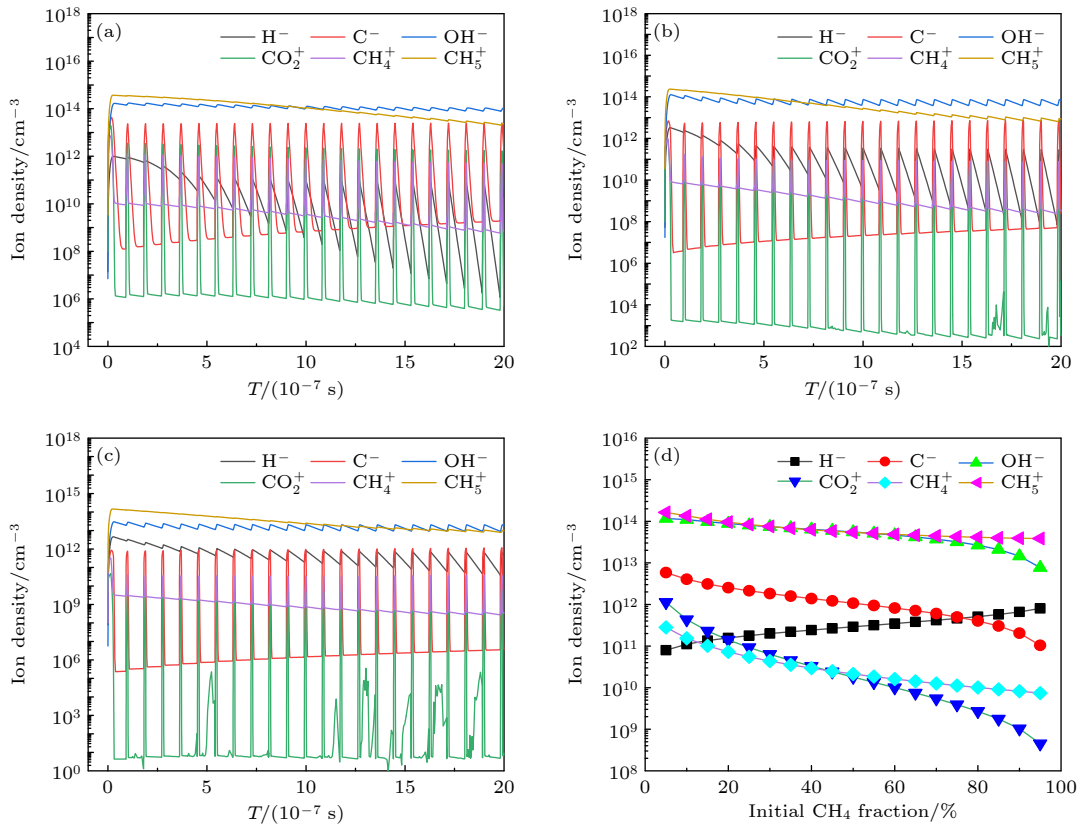 (a)
H⁻ C⁻ OH⁻
CO₂⁺ CH₄⁺ CH₅⁺
10¹⁸
10¹⁶
10¹⁴
10¹²
10¹⁰
10⁸
10⁶
10⁴
Ion density/cm⁻³
0 5 10 15 20
T/(10⁻⁷ s)
(b)
H⁻ C⁻ OH⁻
CO₂⁺ CH₄⁺ CH₅⁺
10¹⁸
10¹⁶
10¹⁴
10¹²
10¹⁰
10⁸
10⁶
10⁴
10²
Ion density/cm⁻³
0 5 10 15 20
T/(10⁻⁷ s)
(c)
H⁻ C⁻ OH⁻
CO₂⁺ CH₄⁺ CH₅⁺
10¹⁸
10¹⁵
10¹²
10⁹
10⁶
10³
10⁰
Ion density/cm⁻³
0 5 10 15 20
T/(10⁻⁷ s)
(d)
H⁻ C⁻ OH⁻
CO₂⁺ CH₄⁺ CH₅⁺
10¹⁶
10¹⁵
10¹⁴
10¹³
10¹²
10¹¹
10¹⁰
10⁹
10⁸
Ion density/cm⁻³
0 20 40 60 80 100
Initial CH₄ fraction/%